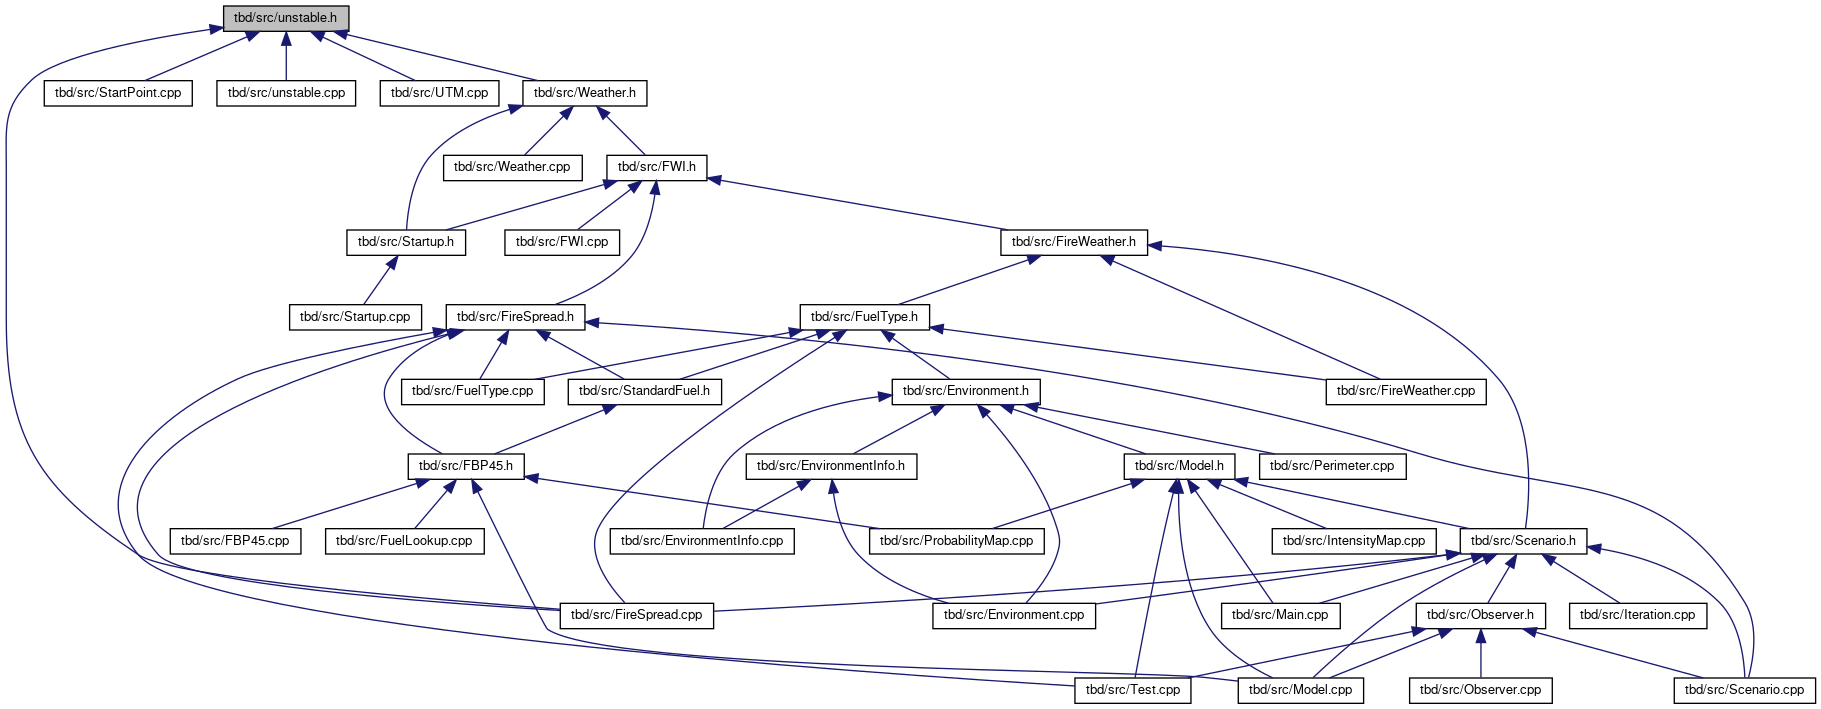 tbd/src/unstable.h
tbd/src/StartPoint.cpp
tbd/src/unstable.cpp
tbd/src/UTM.cpp
tbd/src/Weather.h
tbd/src/Weather.cpp
tbd/src/FWI.h
tbd/src/Startup.h
tbd/src/FWI.cpp
tbd/src/FireWeather.h
tbd/src/Startup.cpp
tbd/src/FireSpread.h
tbd/src/FuelType.h
tbd/src/FuelType.cpp
tbd/src/StandardFuel.h
tbd/src/Environment.h
tbd/src/FireWeather.cpp
tbd/src/FBP45.h
tbd/src/EnvironmentInfo.h
tbd/src/Model.h
tbd/src/Perimeter.cpp
tbd/src/FBP45.cpp
tbd/src/FuelLookup.cpp
tbd/src/EnvironmentInfo.cpp
tbd/src/ProbabilityMap.cpp
tbd/src/IntensityMap.cpp
tbd/src/Scenario.h
tbd/src/FireSpread.cpp
tbd/src/Environment.cpp
tbd/src/Main.cpp
tbd/src/Observer.h
tbd/src/Iteration.cpp
tbd/src/Test.cpp
tbd/src/Model.cpp
tbd/src/Observer.cpp
tbd/src/Scenario.cpp